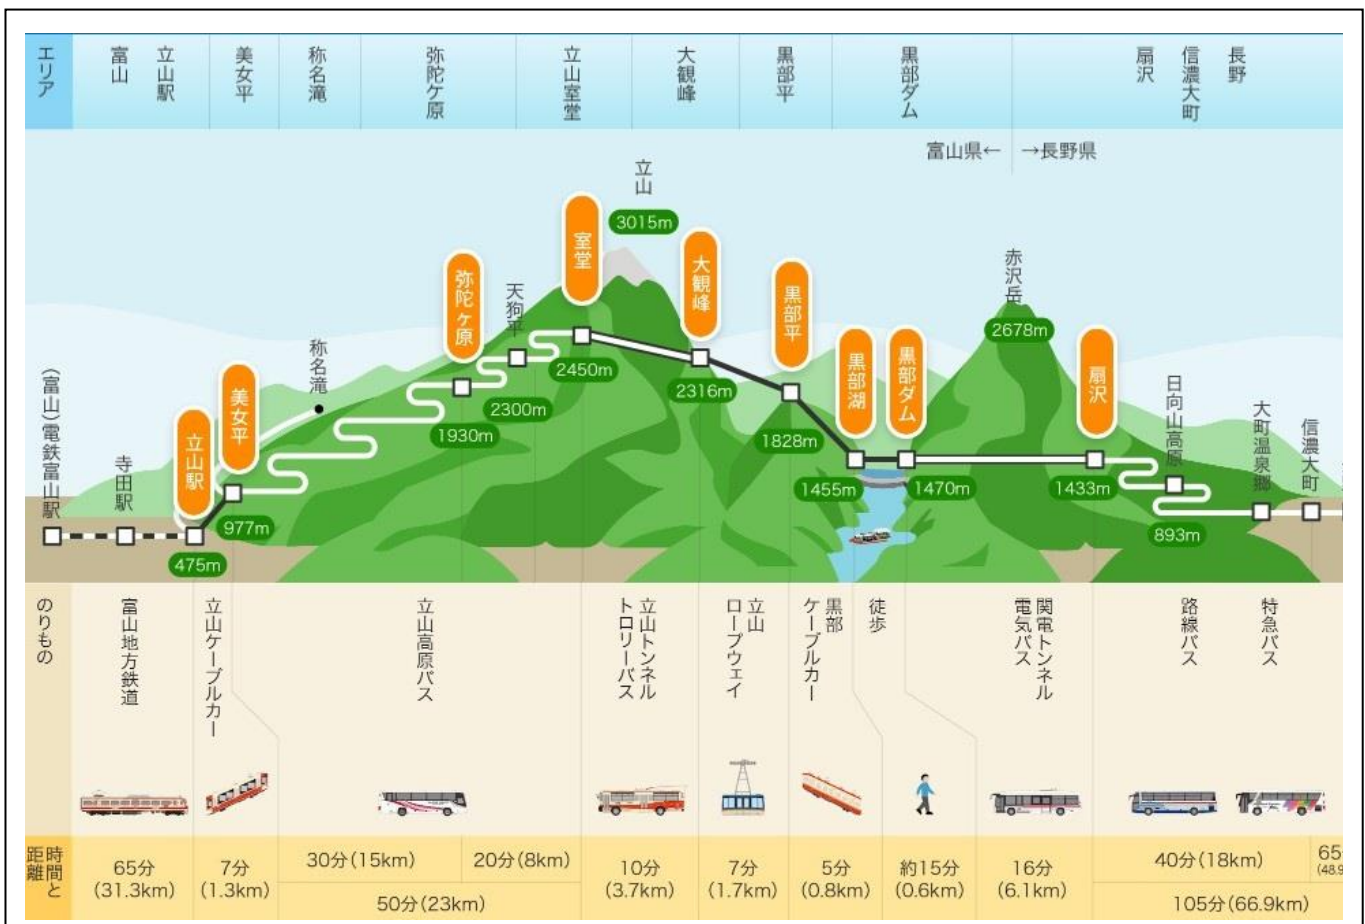 エリア
富山
立山駅
美女平
称名滝
弥陀ケ原
立山室堂
大観峰
黒部平
黒部ダム
扇沢
信濃大町
長野
富山県←
→長野県
立山
3015m
室堂
大観峰
赤沢岳
2678m
弥陀ヶ原
天狗平
黒部平
称名滝
美女平
黒部湖
黒部ダム
扇沢
(富山)電鉄富山駅
寺田駅
立山駅
日向山高原
大町温泉郷
信濃大町
2450m
2316m
2300m
1930m
1828m
1455m
1470m
1433m
977m
893m
475m
のりもの
富山地方鉄道
立山ケーブルカー
立山高原バス
立山トンネル
トロリーバス
立山
ロープウェイ
黒部
ケーブルカー
徒歩
関電トンネル
電気バス
路線バス
特急バス
時間と
距離
65分
(31.3km)
7分
(1.3km)
30分(15km)
20分(8km)
50分(23km)
10分
(3.7km)
7分
(1.7km)
5分
(0.8km)
約15分
(0.6km)
16分
(6.1km)
40分(18km)
65
(48.9
105分(66.9km)